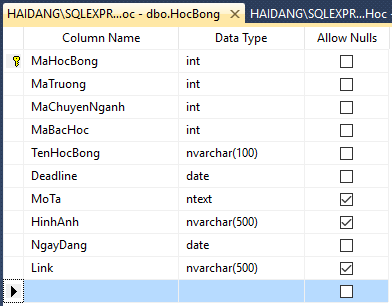 HAIDANG\SQLEXPR...oc - dbo.HocBong HAIDANG\SQLEXPR...Hoc
Column Name Data Type Allow Nulls
MaHocBong int
MaTruong int
MaChuyenNganh int
MaBacHoc int
TenHocBong nvarchar(100)
Deadline date
MoTa ntext
HinhAnh nvarchar(500)
NgayDang date
Link nvarchar(500)